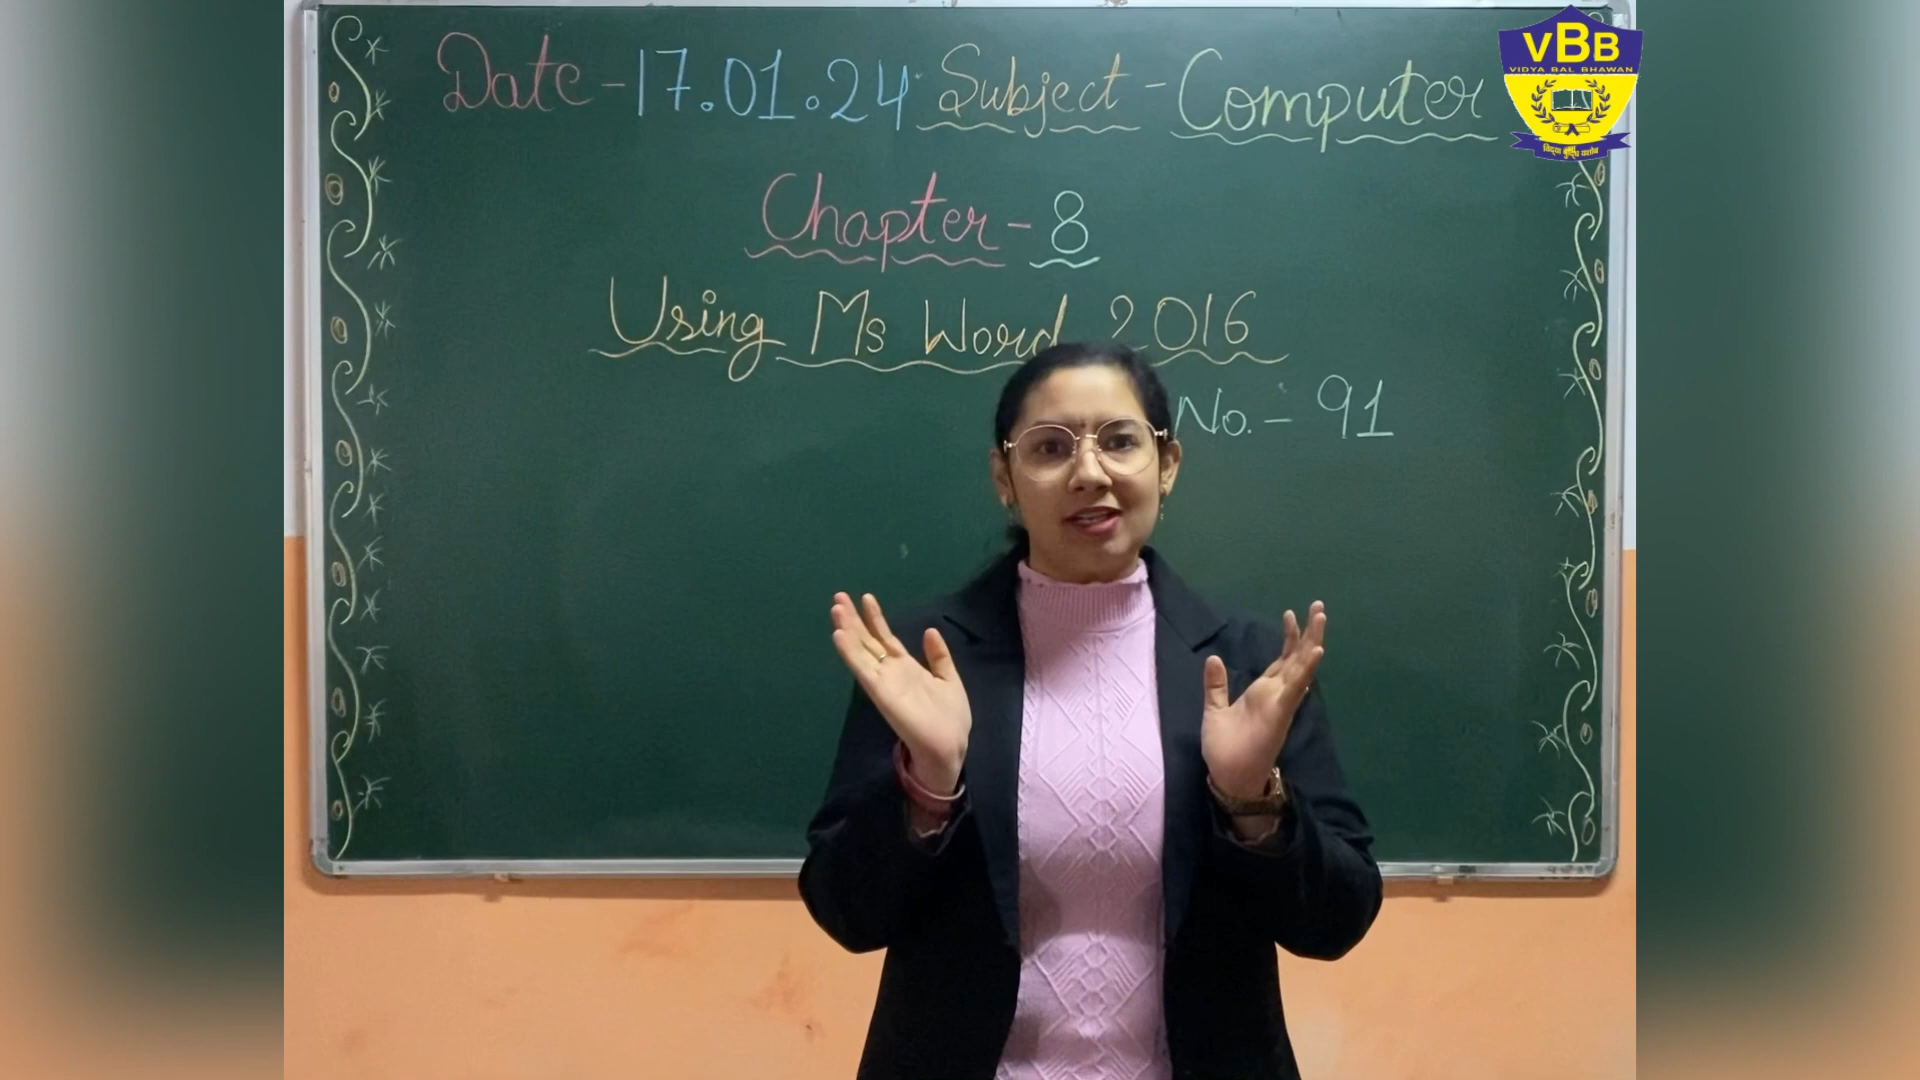 Date - 17.01.24 Subject - Computer
Chapter - 8
Using Ms Word 2016
No. - 91
VBB
VIDYA BAL BHAWAN